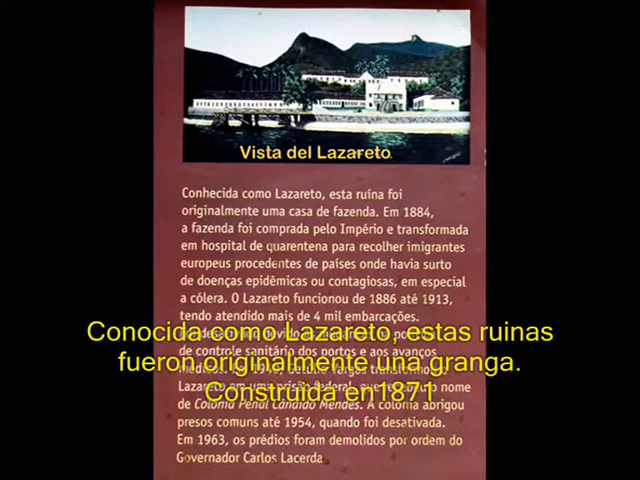 Vista del Lazareto
Conhecida como Lazareto, esta ruína foi
originalmente uma casa de fazenda. Em 1884,
a fazenda foi comprada pelo Império e transformada
em hospital de quarentena para recolher imigrantes
europeus procedentes de países onde havia surto
de doenças epidêmicas ou contagiosas, em especial
a cólera. O Lazareto funcionou de 1886 até 1913,
tendo atendido mais de 4 mil embarcações.
de controle sanitário dos portos e aos avanços
Lazareto em uma prisão federal, nome
de Colonia Penal Cândido Mendes. A colônia abrigou
presos comuns até 1954, quando foi desativada.
Em 1963, os prédios foram demolidos por ordem do
Governador Carlos Lacerda.
Conocida como Lazareto, estas ruinas
fueron originalmente una granga.
Construida en1871